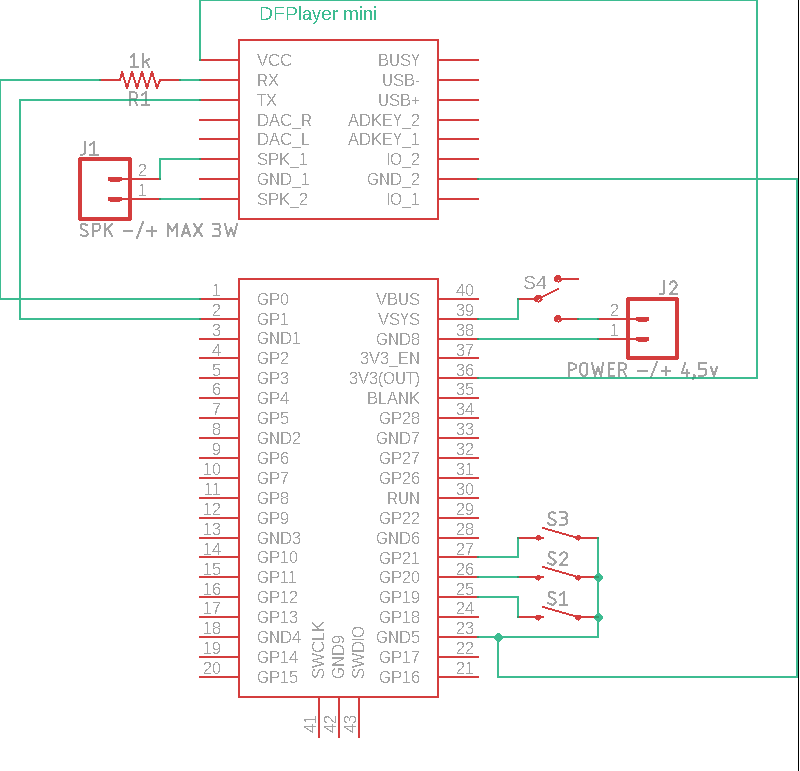 DFPlayer mini
1k
R1
VCC BUSY
RX USB-
TX USB+
DAC_R ADKEY_2
DAC_L ADKEY_1
SPK_1 IO_2
GND_1 GND_2
SPK_2 IO_1
J1
2
1
SPK -/+ MAX 3W
1 GP0 VBUS 40
2 GP1 VSYS 39
3 GND1 GND8 38
4 GP2 3V3_EN 37
5 GP3 3V3(OUT) 36
6 GP4 BLANK 35
7 GP5 GP28 34
8 GND2 GND7 33
9 GP6 GP27 32
10 GP7 GP26 31
11 GP8 RUN 30
12 GP9 GP22 29
13 GND3 GND6 28
14 GP10 GP21 27
15 GP11 GP20 26
16 GP12 GP19 25
17 GP13 GP18 24
18 GND4 GND5 23
19 GP14 GP17 22
20 GP15 GP16 21
SWCLK
GND9
SWDIO
41
42
43
S4
J2
2
1
POWER -/+ 4,5v
S3
S2
S1